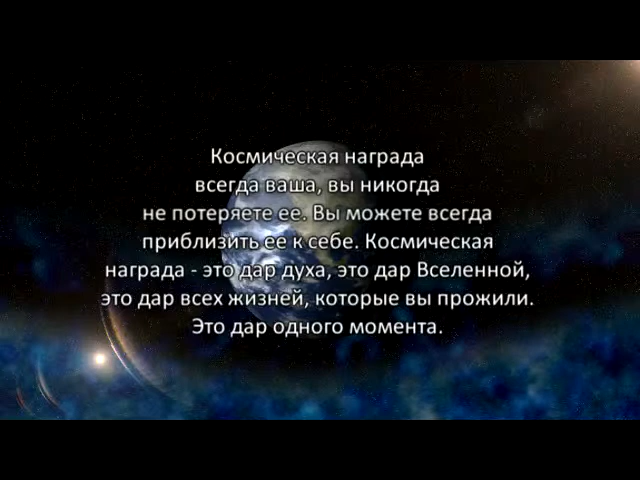 Космическая награда
всегда ваша, вы никогда
не потеряете ее. Вы можете всегда
приблизить ее к себе. Космическая
награда - это дар духа, это дар Вселенной,
это дар всех жизней, которые вы прожили.
Это дар одного момента.